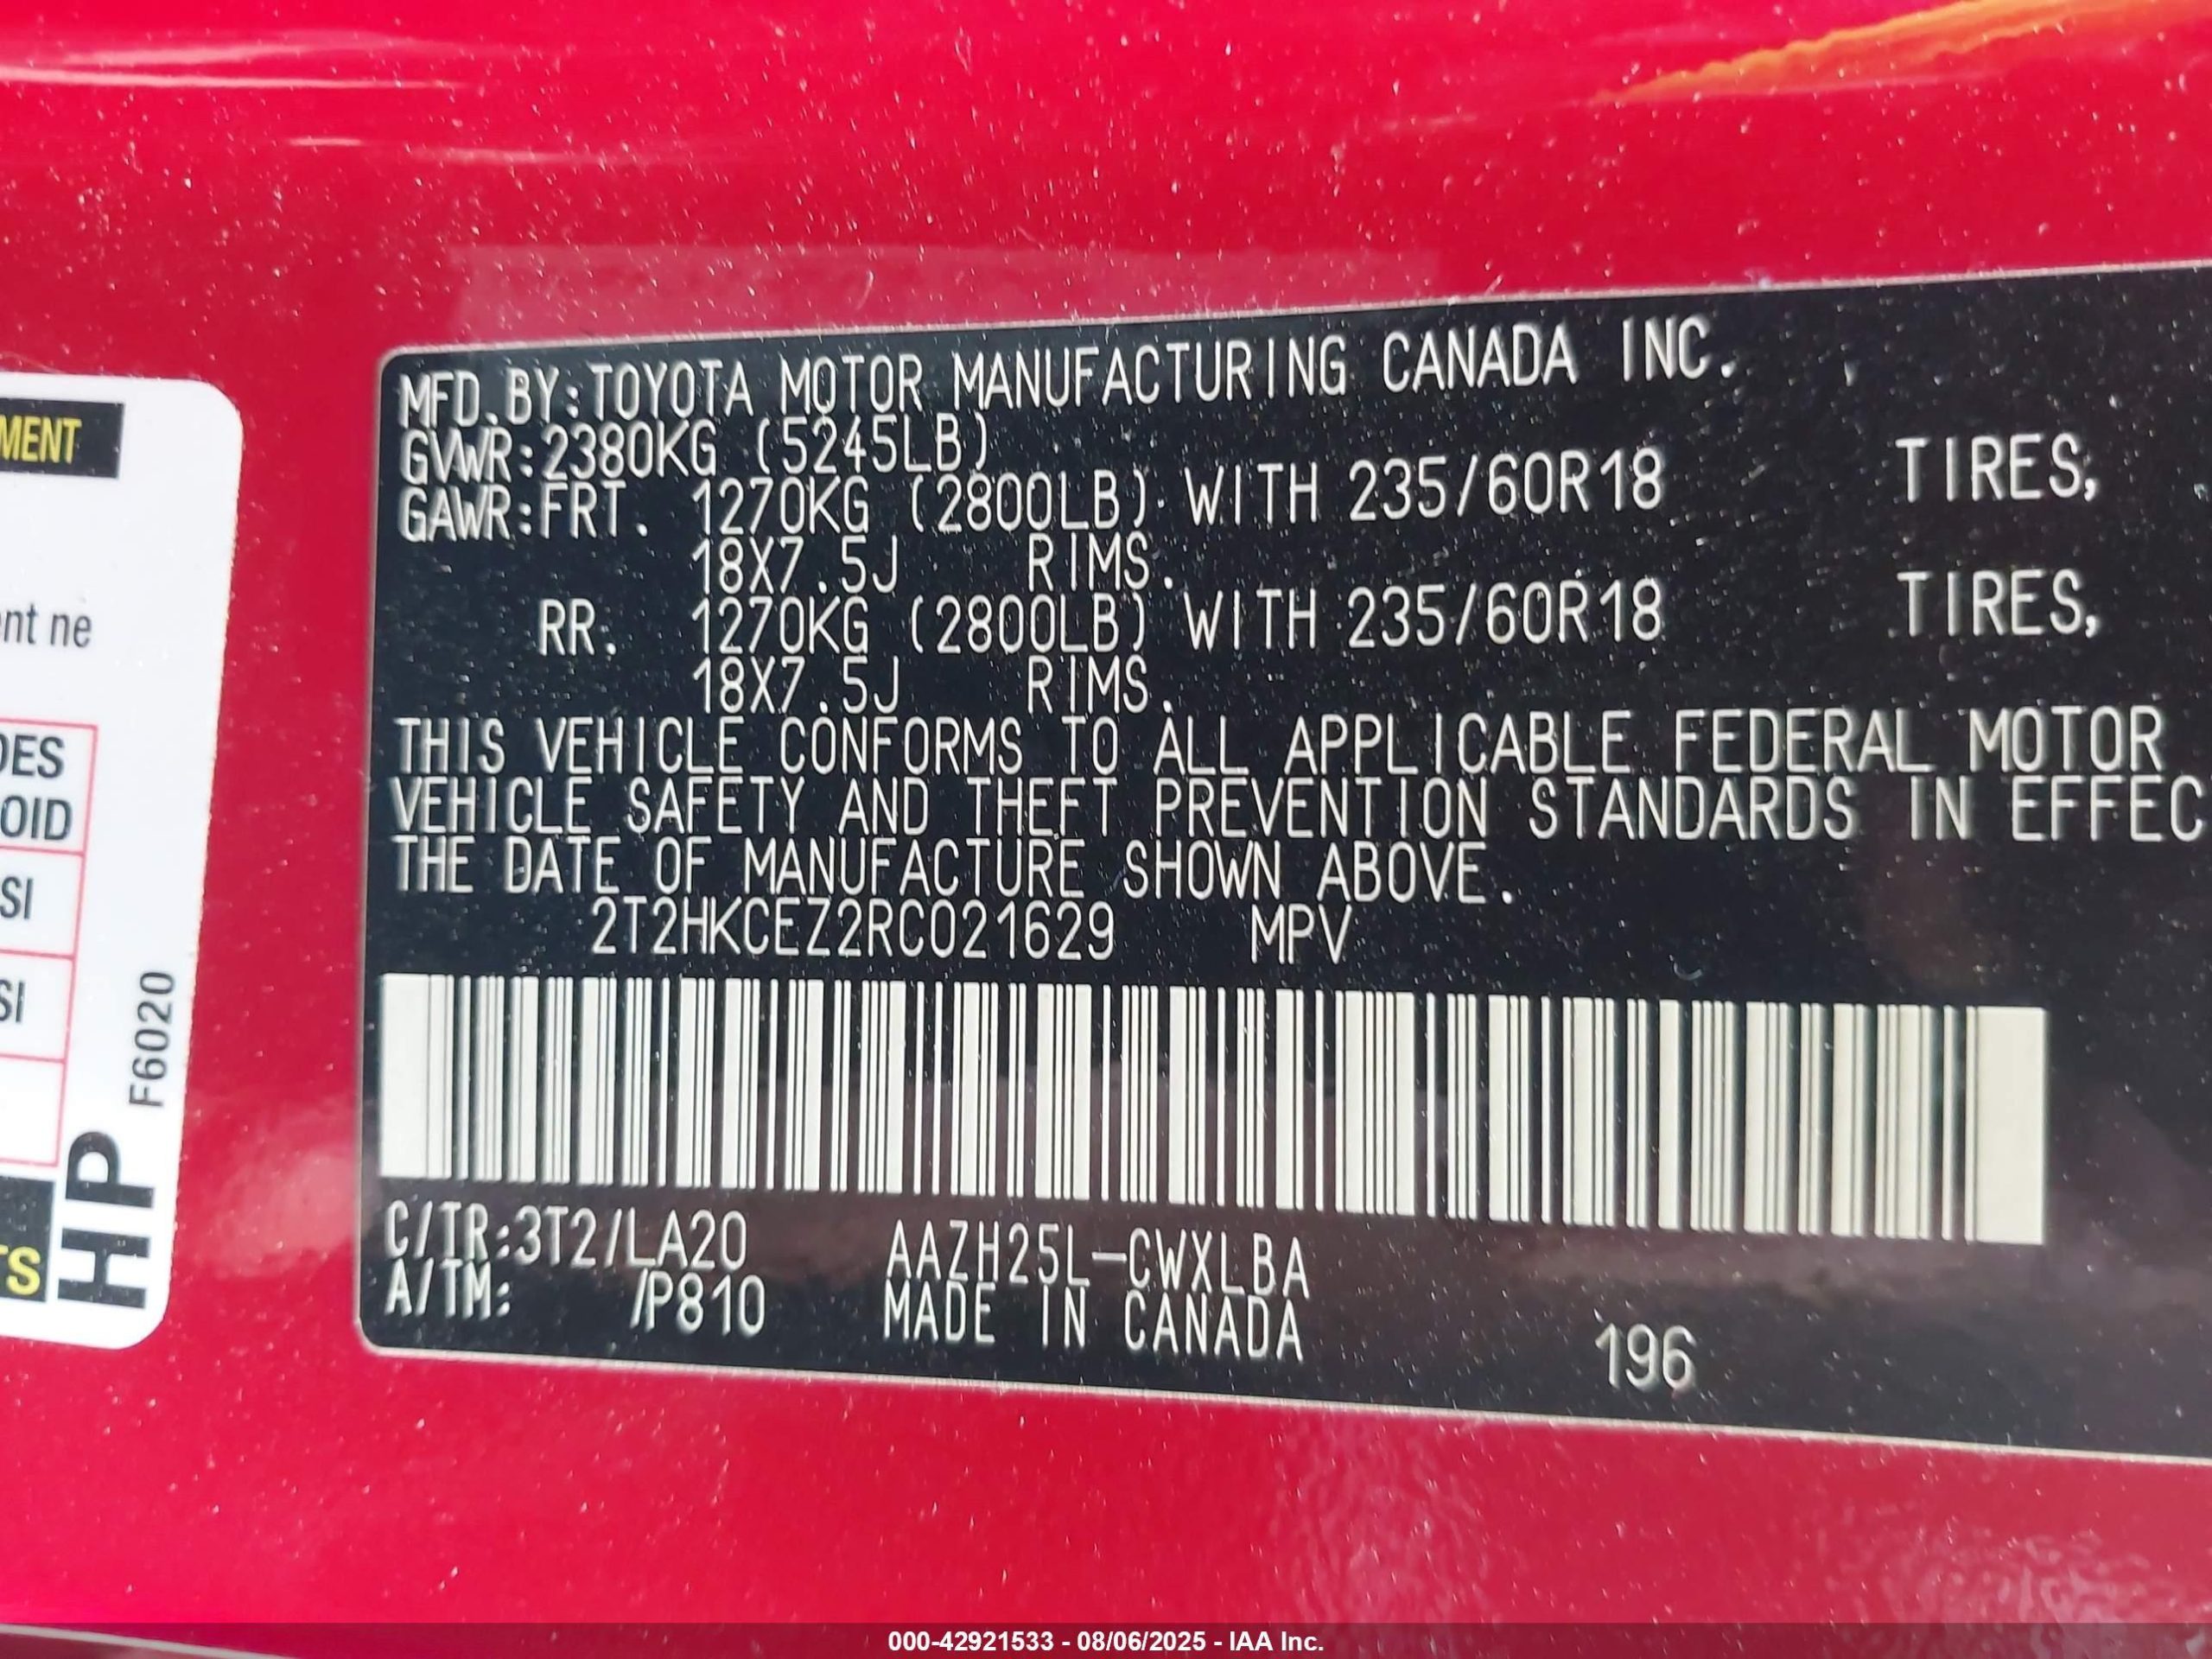 MENT
nt ne
DES
OID
SI
SI
TS
HP
F6020
MFD.BY:TOYOTA MOTOR MANUFACTURING CANADA INC.
GVWR:2380KG (5245LB)
GAWR:FRT. 1270KG (2800LB) WITH 235/60R18 TIRES,
18X7.5J RIMS.
RR. 1270KG (2800LB) WITH 235/60R18 TIRES,
18X7.5J RIMS.
THIS VEHICLE CONFORMS TO ALL APPLICABLE FEDERAL MOTOR
VEHICLE SAFETY AND THEFT PREVENTION STANDARDS IN EFFEC
THE DATE OF MANUFACTURE SHOWN ABOVE.
2T2HKCEZ2RC021629 MPV
C/TR:3T2/LA20 AAZH25L-CWXLBA
A/TM: /P810 MADE IN CANADA
196
000-42921533 - 08/06/2025 - IAA Inc.